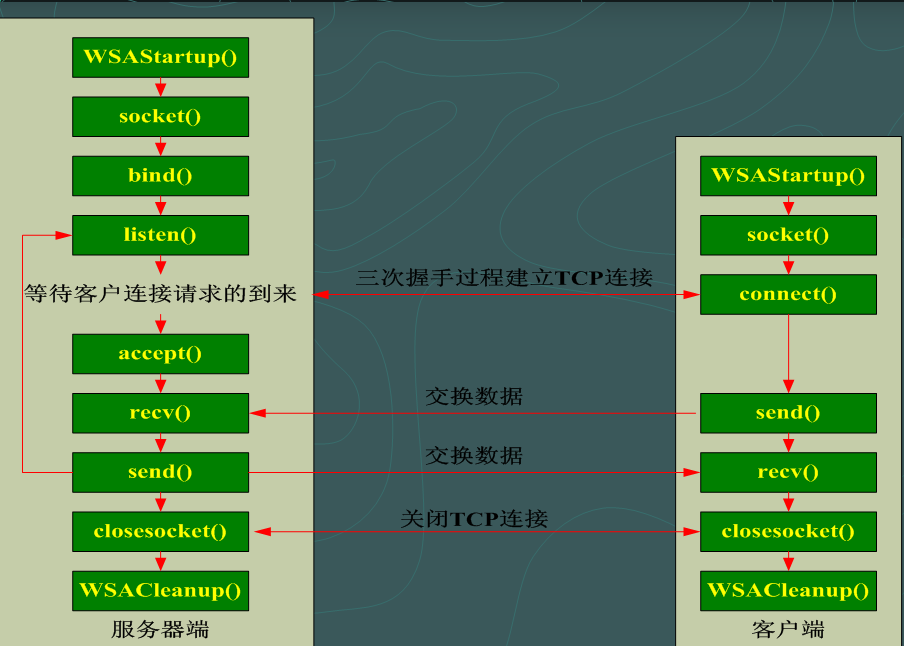 WSAStartup()
socket()
bind()
listen()
等待客户连接请求的到来
accept()
recv()
send()
closesocket()
WSACleanup()
服务器端
三次握手过程建立TCP连接
交换数据
交换数据
关闭TCP连接
WSAStartup()
socket()
connect()
send()
recv()
closesocket()
WSACleanup()
客户端